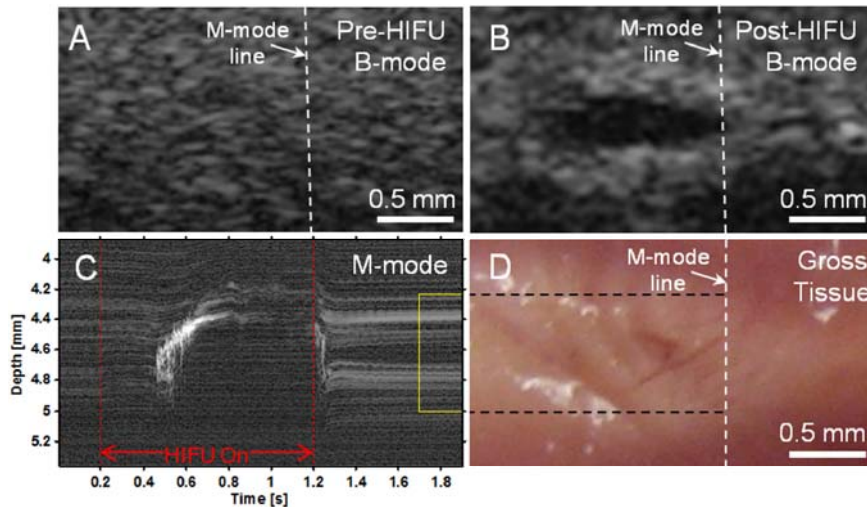 A
M-mode
line
Pre-HIFU
B-mode
0.5 mm
B
M-mode
line
Post-HIFU
B-mode
0.5 mm
C
M-mode
4
4.2
4.4
4.6
4.8
5
5.2
Depth [mm]
HIFU On
0.2 0.4 0.6 0.8 1.0 1.2 1.4 1.6 1.8
Time [s]
D
M-mode
line
Gross
Tissue
0.5 mm